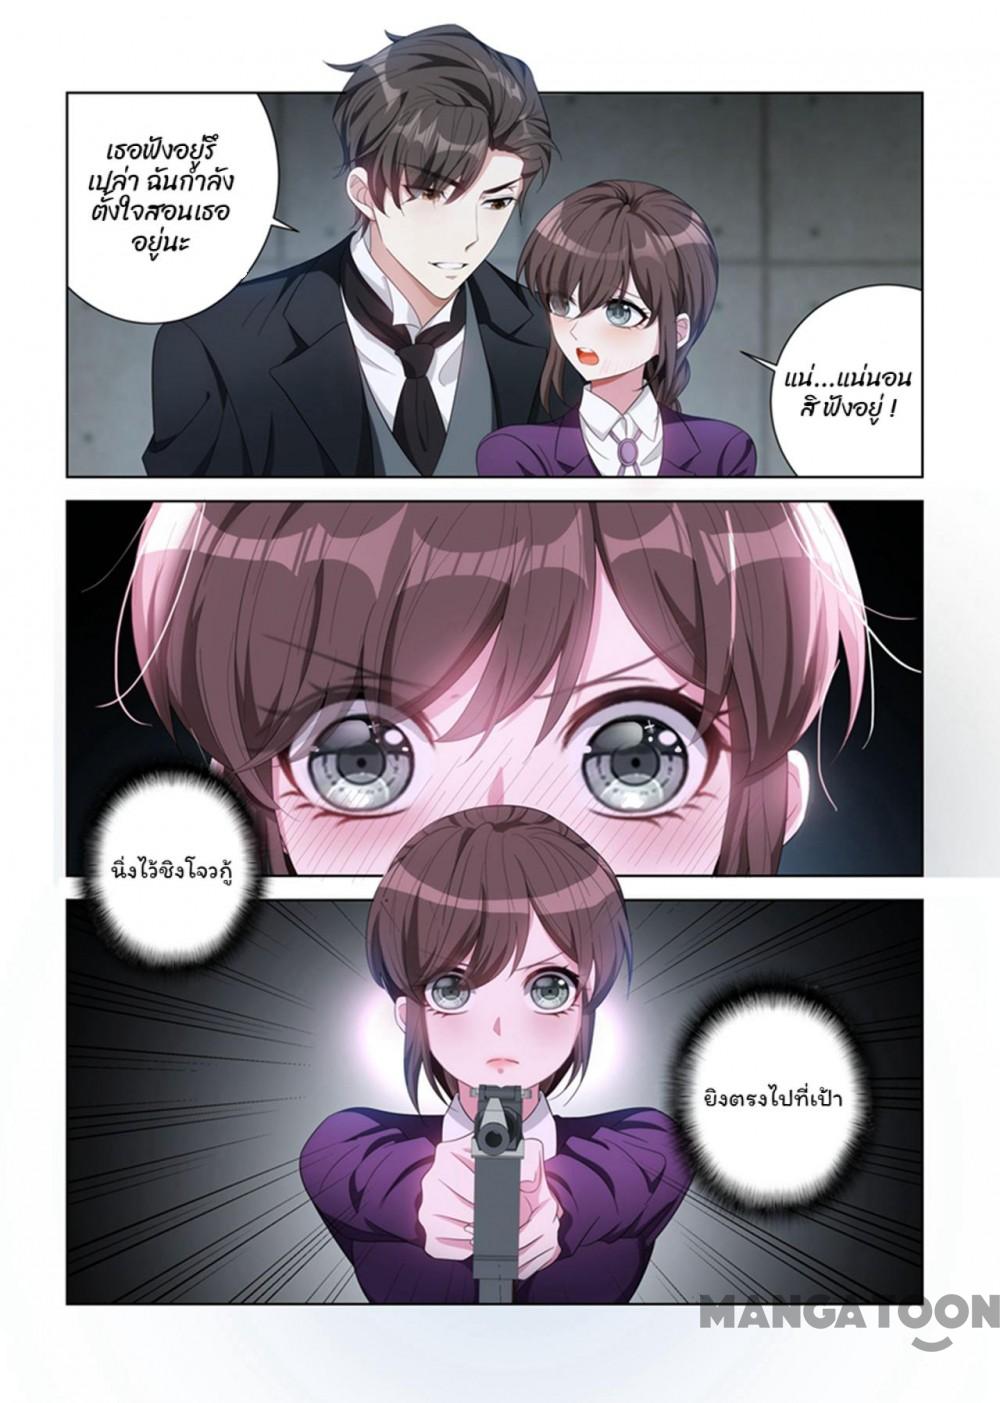 เธอฟังอยู่รึ
เปล่า ฉันกำลัง
ตั้งใจสอนเธอ
อยู่นะ
แน่...แน่นอน
สิ ฟังอยู่ !
นิ่งไว้ชิงโจวกู้
ยิงตรงไปที่เป้า
MANGATOON